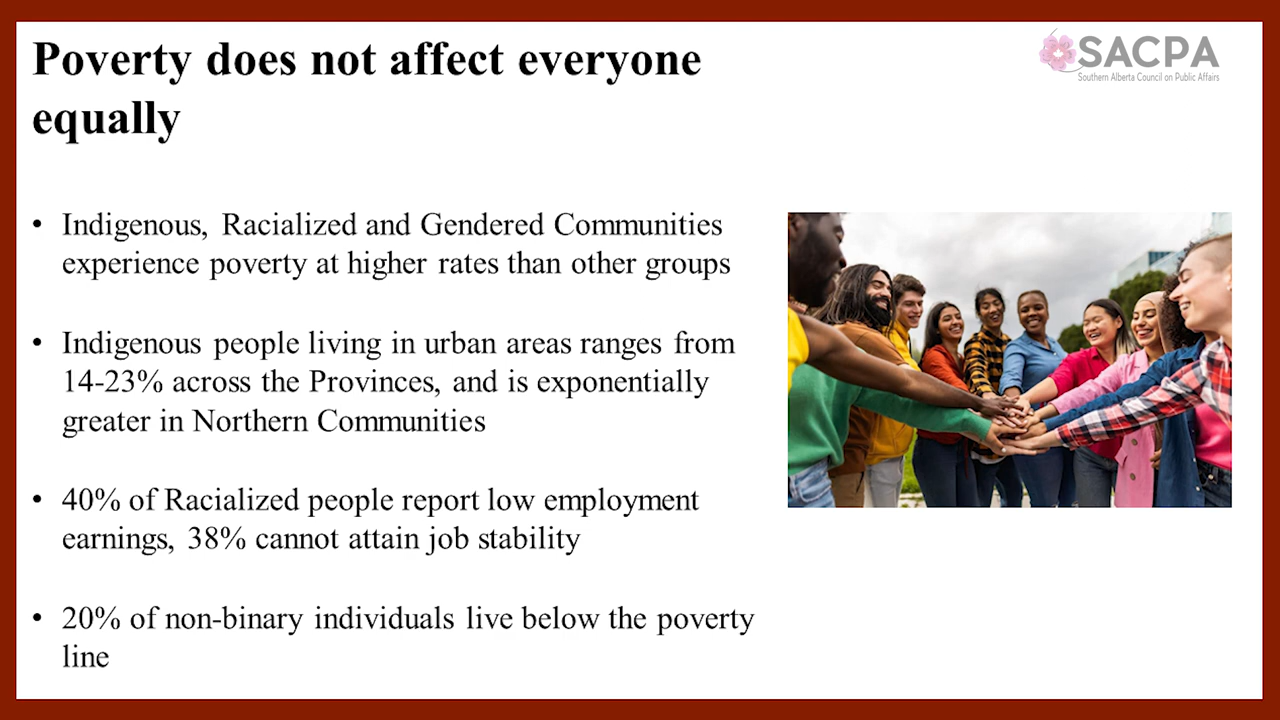 Poverty does not affect everyone
equally
SACPA
Southern Alberta Council on Public Affairs
• Indigenous, Racialized and Gendered Communities
experience poverty at higher rates than other groups
• Indigenous people living in urban areas ranges from
14-23% across the Provinces, and is exponentially
greater in Northern Communities
• 40% of Racialized people report low employment
earnings, 38% cannot attain job stability
• 20% of non-binary individuals live below the poverty
line